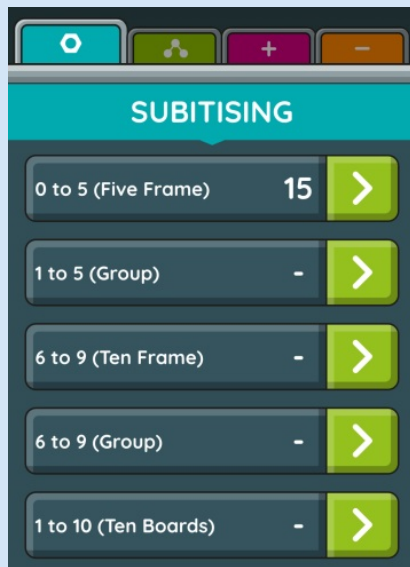 + -
SUBITISING
0 to 5 (Five Frame) 15
1 to 5 (Group) -
6 to 9 (Ten Frame) -
6 to 9 (Group) -
1 to 10 (Ten Boards) -